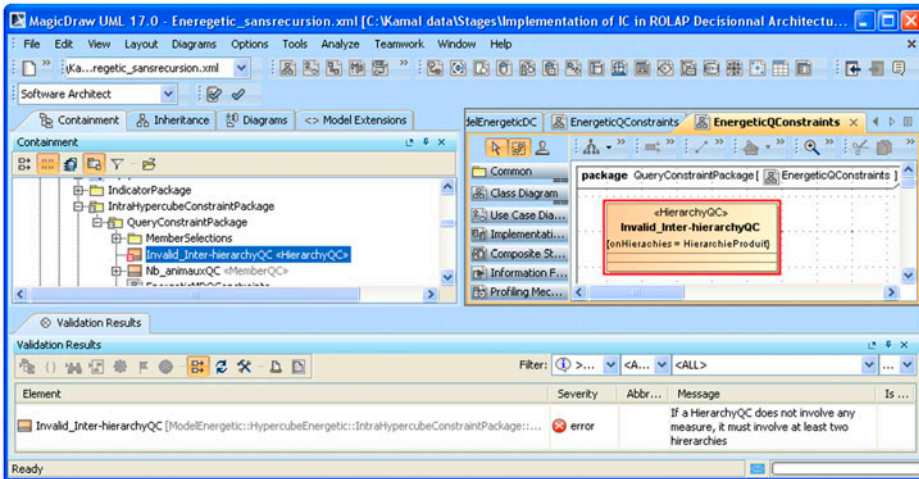 MagicDraw UML 17.0 - Eneregetic_sansrecursion.xml [C:\Kamal data\Stages\Implementation of IC in ROLAP Decisionnal Architectu...
File Edit View Layout Diagrams Options Tools Analyze Teamwork Window Help
(Ka...regetic_sansrecursion.xml
Software Architect
Containment Inheritance Diagrams <> Model Extensions
Containment
IndicatorPackage
IntraHypercubeConstraintPackage
QueryConstraintPackage
MemberSelections
Invalid_Inter-hierarchyQC «HierarchyQC»
Nb_animauxQC «MemberQC»
delEnergeticDC EnergeticQConstraints EnergeticQConstraints
Common
Class Diagram
Use Case Dia...
Implementati...
Composite St...
Information F...
Profiling Mec...
package QueryConstraintPackage [ EnergeticQConstraints ]
«HierarchyQC»
Invalid_Inter-hierarchyQC
{onHierachies = HierarchieProduit}
Validation Results
Validation Results
Filter: >... <A... <ALL> ...
Element Severity Abbr... Message Is ...
Invalid_Inter-hierarchyQC [ModelEnergetic::HypercubeEnergetic::IntraHypercubeConstraintPackage::... error
If a HierarchyQC does not involve any
measure, it must involve at least two
hirerarchies
Ready